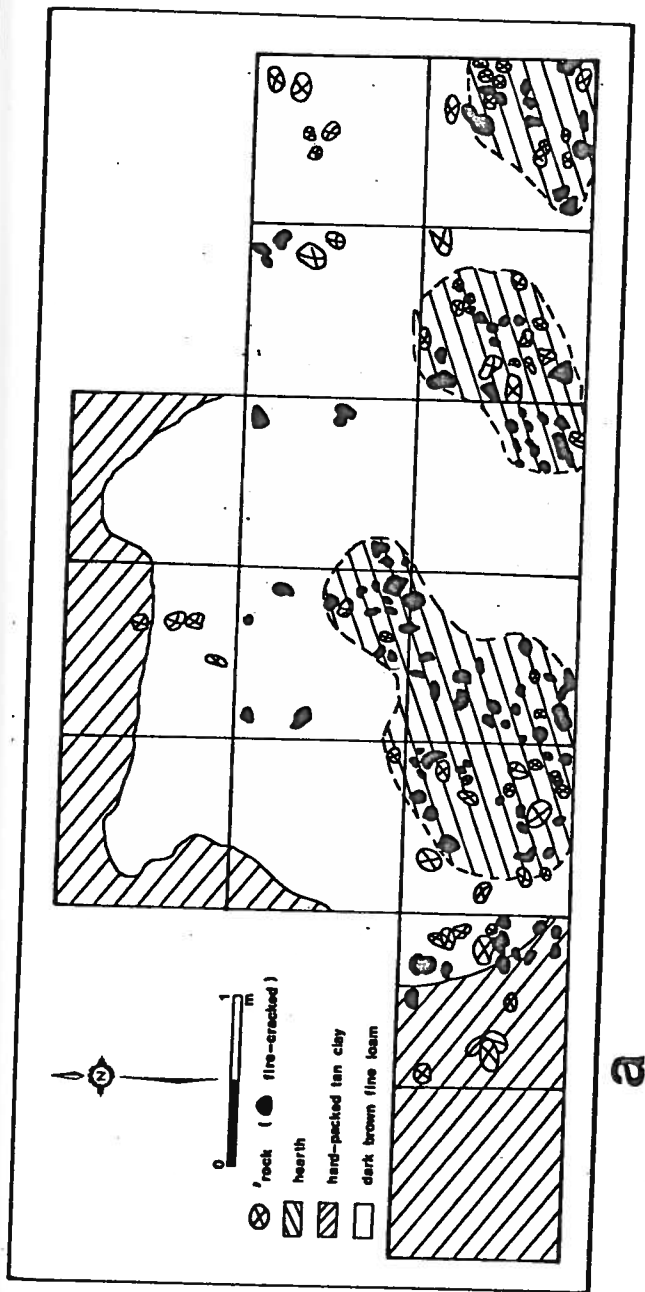 N
0 1
m
'rock ( fire-cracked )
hearth
hard-packed tan clay
dark brown fine loam
a